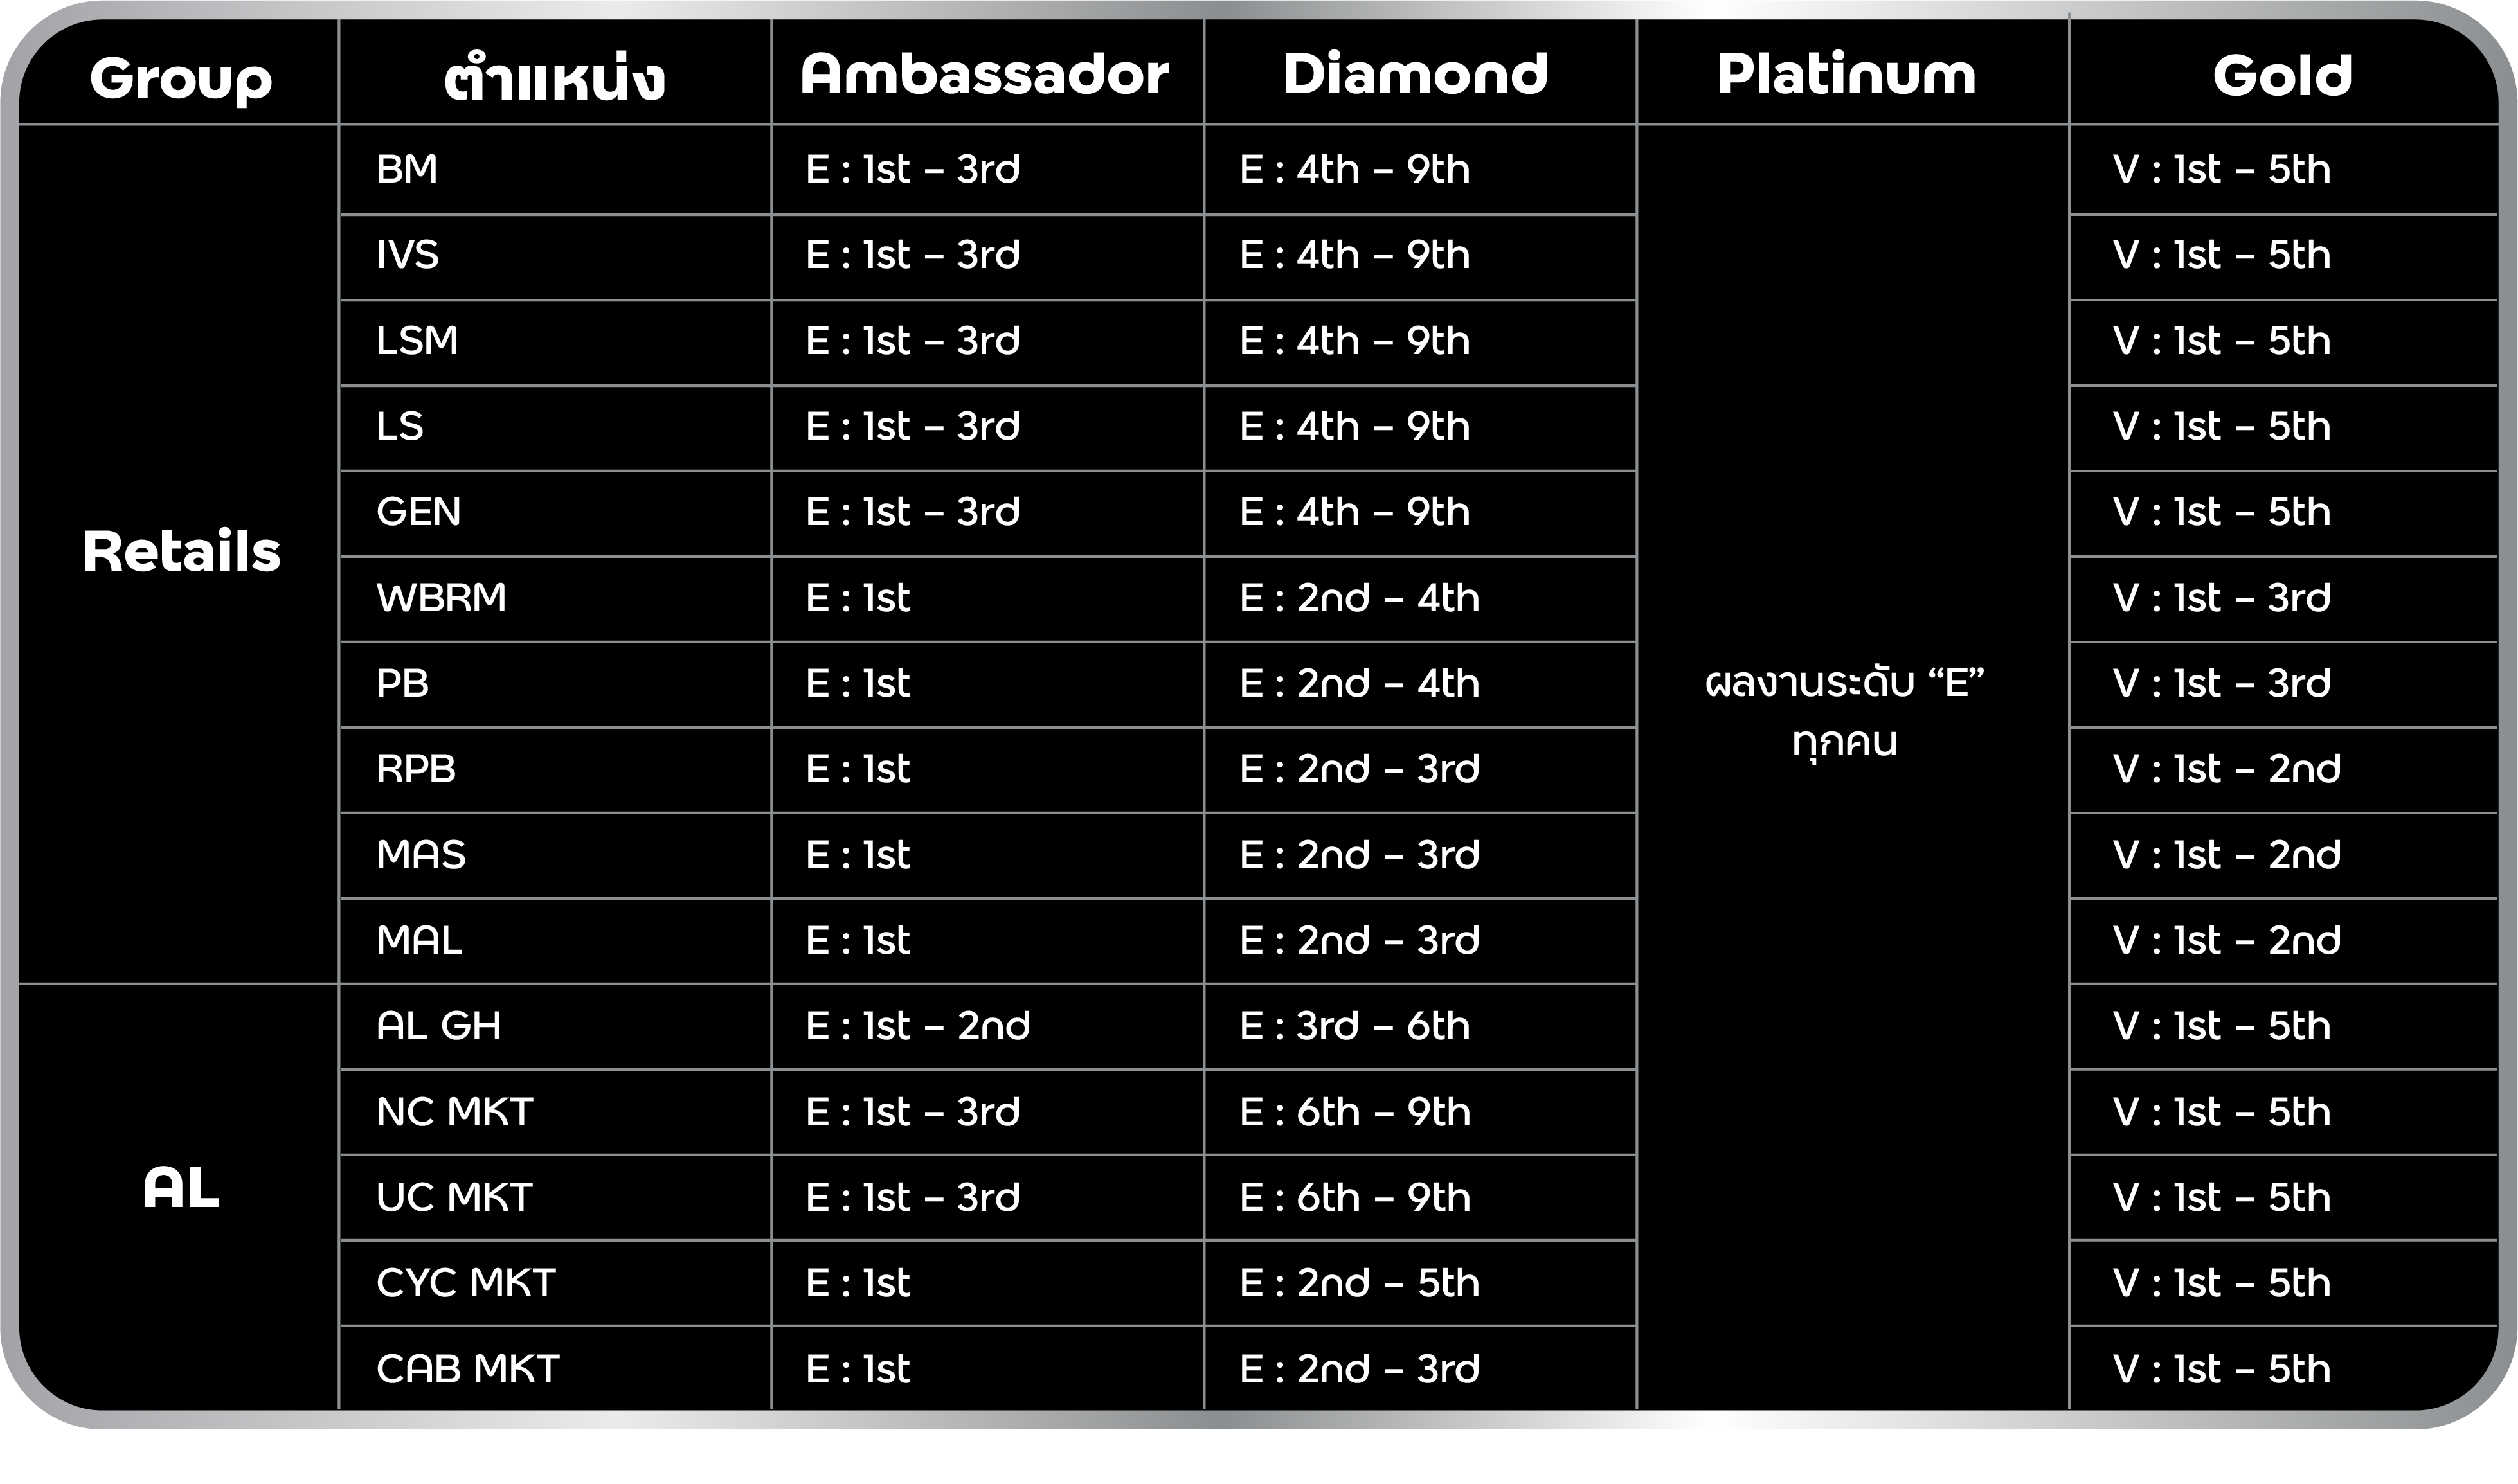 Group ตำแหน่ง Ambassador Diamond Platinum Gold
BM E : 1st – 3rd E : 4th – 9th V : 1st – 5th
IVS E : 1st – 3rd E : 4th – 9th V : 1st – 5th
LSM E : 1st – 3rd E : 4th – 9th V : 1st – 5th
LS E : 1st – 3rd E : 4th – 9th V : 1st – 5th
GEN E : 1st – 3rd E : 4th – 9th V : 1st – 5th
Retails
WBRM E : 1st E : 2nd – 4th V : 1st – 3rd
PB E : 1st E : 2nd – 4th ผลงานระดับ “E” V : 1st – 3rd
ทุกคน
RPB E : 1st E : 2nd – 3rd V : 1st – 2nd
MAS E : 1st E : 2nd – 3rd V : 1st – 2nd
MAL E : 1st E : 2nd – 3rd V : 1st – 2nd
AL GH E : 1st – 2nd E : 3rd – 6th V : 1st – 5th
NC MKT E : 1st – 3rd E : 6th – 9th V : 1st – 5th
AL UC MKT E : 1st – 3rd E : 6th – 9th V : 1st – 5th
CYC MKT E : 1st E : 2nd – 5th V : 1st – 5th
CAB MKT E : 1st E : 2nd – 3rd V : 1st – 5th